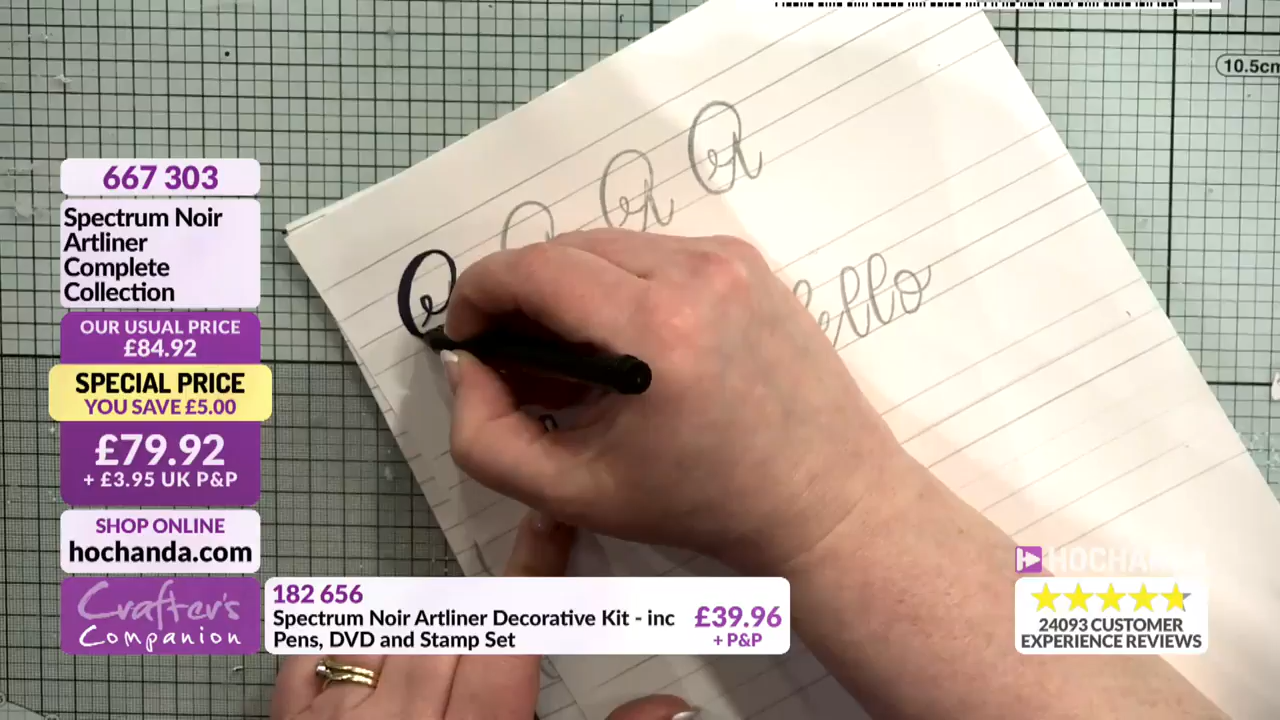 10.5cm
667 303
Spectrum Noir
Artliner
Complete
Collection
OUR USUAL PRICE
£84.92
SPECIAL PRICE
YOU SAVE £5.00
£79.92
+ £3.95 UK P&P
SHOP ONLINE
hochanda.com
Crafter's
Companion
182 656
Spectrum Noir Artliner Decorative Kit - inc
Pens, DVD and Stamp Set
£39.96
+ P&P
HOCHANDA
24093 CUSTOMER
EXPERIENCE REVIEWS
hello